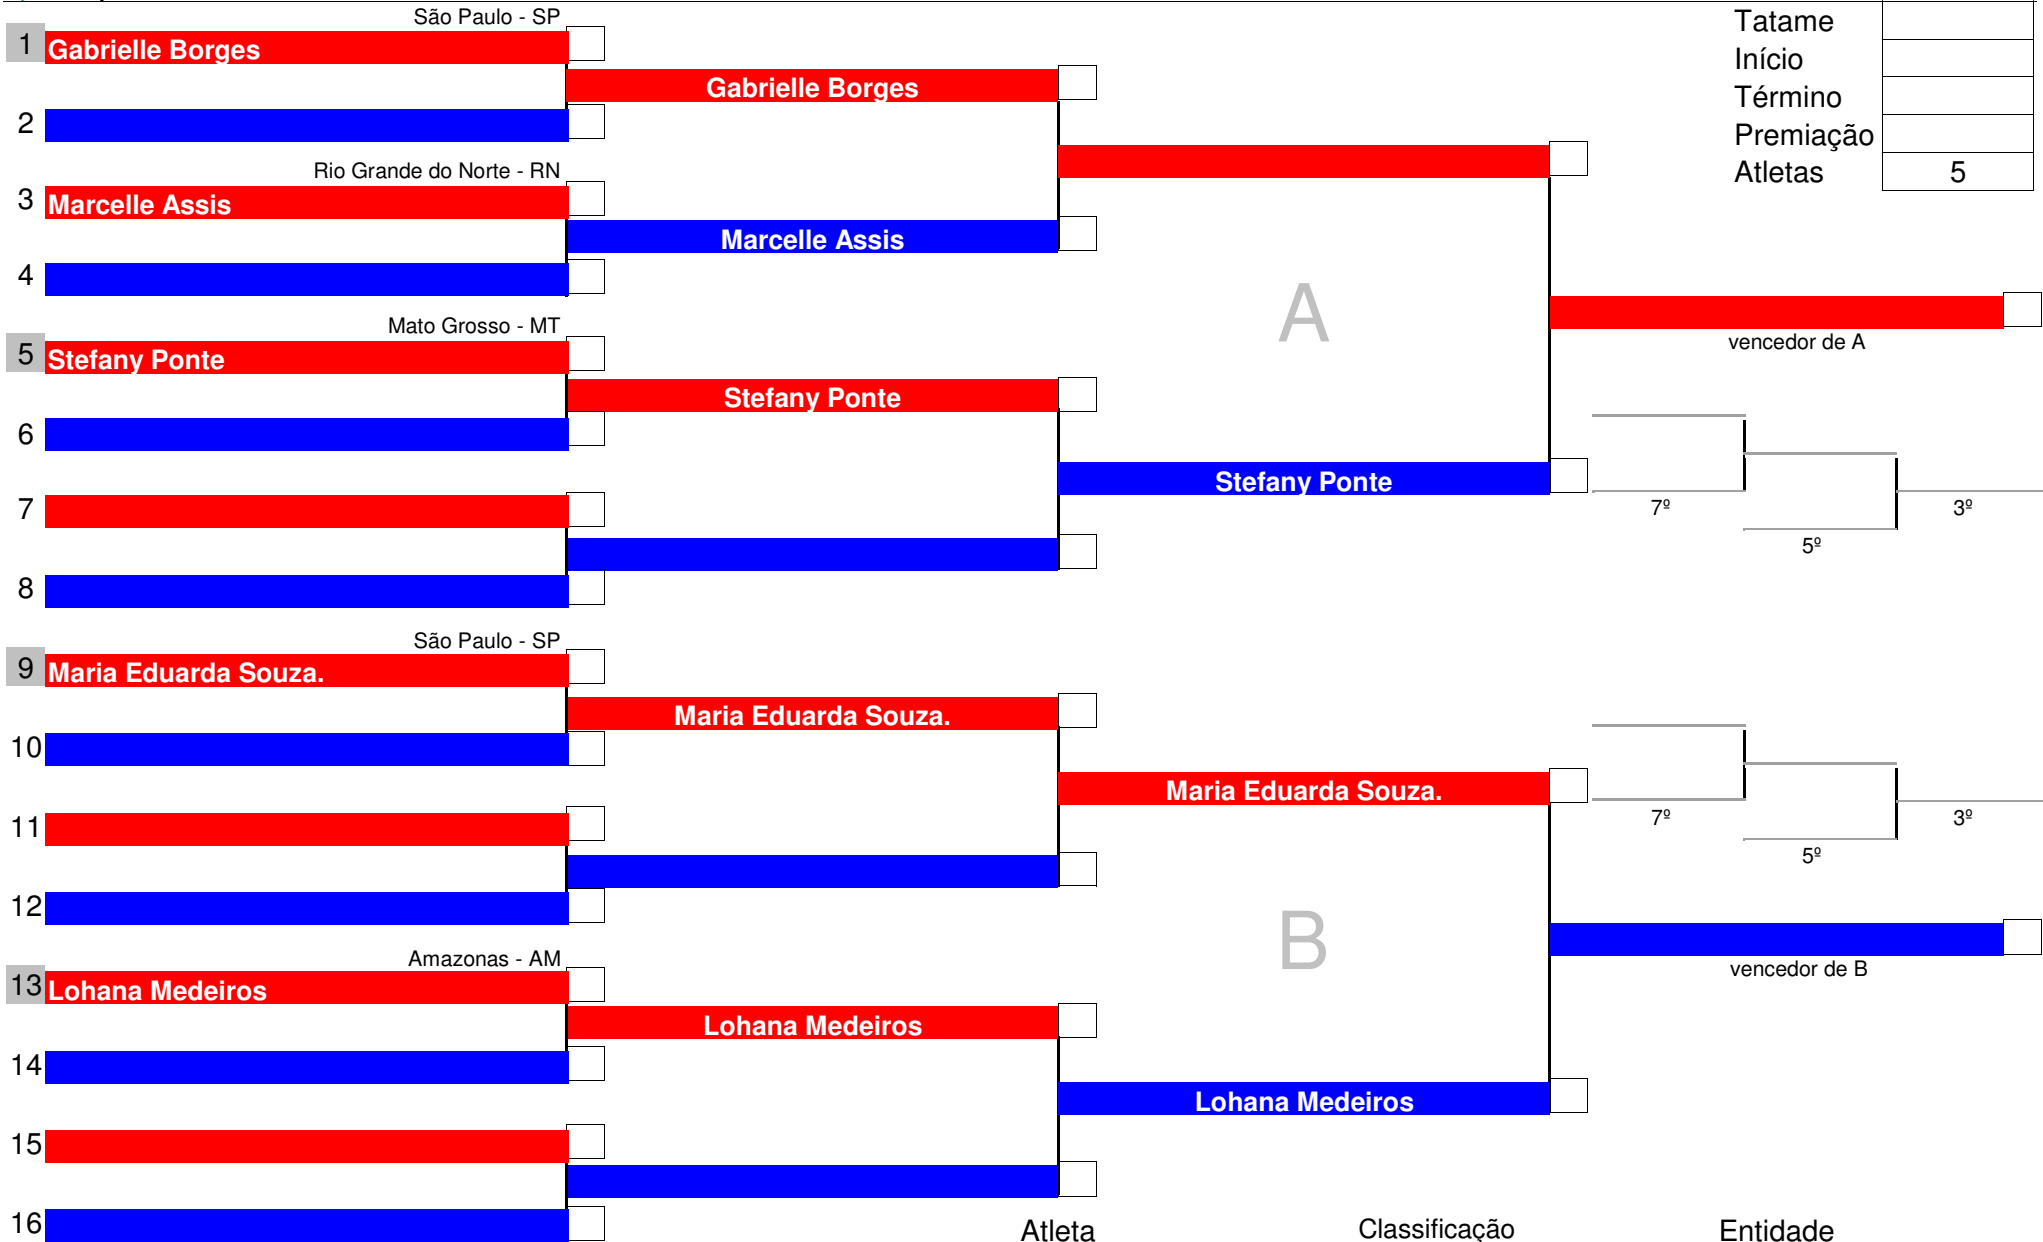 São Paulo - SP
Tatame
1 Gabrielle Borges
Início
Gabrielle Borges
Término
2
Premiação
Rio Grande do Norte - RN
Atletas 5
3 Marcelle Assis
Marcelle Assis
4
A
Mato Grosso - MT
vencedor de A
5 Stefany Ponte
Stefany Ponte
6
Stefany Ponte
7
7º 3º
5º
8
São Paulo - SP
9 Maria Eduarda Souza.
Maria Eduarda Souza.
10
Maria Eduarda Souza.
11
7º 3º
5º
12
B
Amazonas - AM
vencedor de B
13 Lohana Medeiros
Lohana Medeiros
14
Lohana Medeiros
15
16
Atleta Classificação Entidade